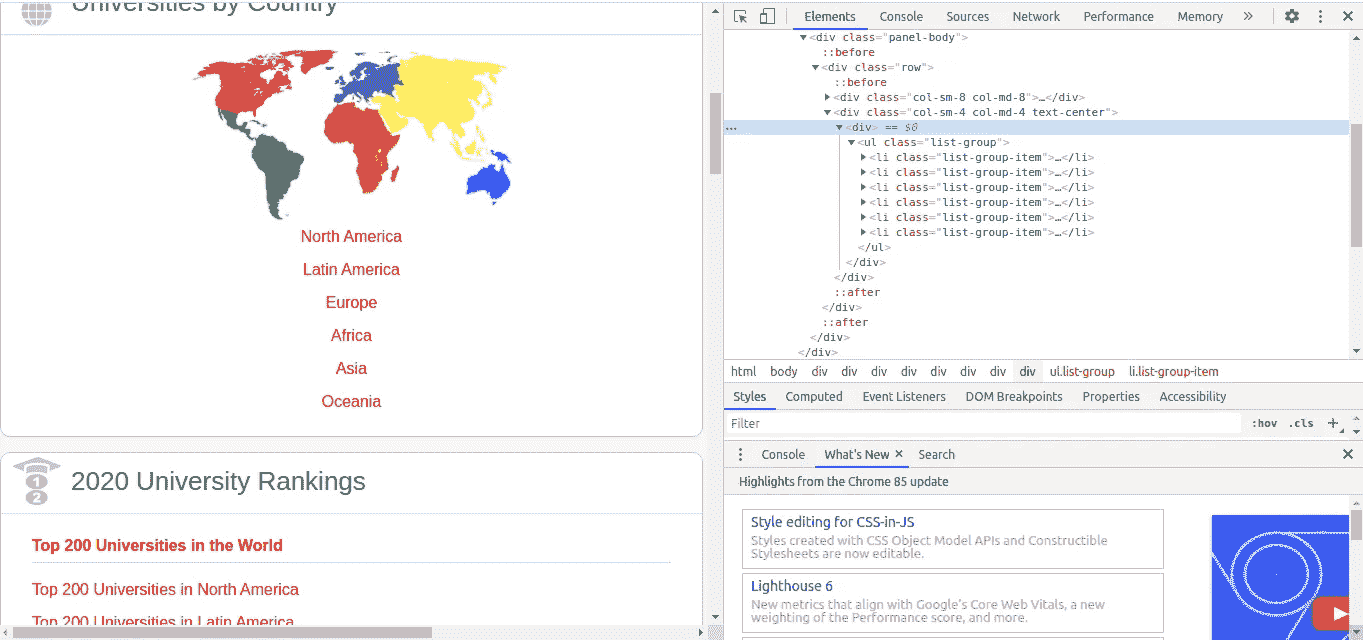 Universities by Country
North America
Latin America
Europe
Africa
Asia
Oceania
1
2
2020 University Rankings
Top 200 Universities in the World
Top 200 Universities in North America
Top 200 Universities in Latin America
Elements Console Sources Network Performance Memory »
▼<div class="panel-body">
::before
▼<div class="row">
::before
▶<div class="col-sm-8 col-md-8">…</div>
▼<div class="col-sm-4 col-md-4 text-center">
… ▼<div> == $0
▼<ul class="list-group">
▶<li class="list-group-item">…</li>
▶<li class="list-group-item">…</li>
▶<li class="list-group-item">…</li>
▶<li class="list-group-item">…</li>
▶<li class="list-group-item">…</li>
▶<li class="list-group-item">…</li>
</ul>
</div>
</div>
::after
</div>
::after
</div>
</div>
html body div div div div div div div div ul.list-group li.list-group-item
Styles Computed Event Listeners DOM Breakpoints Properties Accessibility
Filter :hov .cls +
Console What's New × Search
Highlights from the Chrome 85 update
Style editing for CSS-in-JS
Styles created with CSS Object Model APIs and Constructible
Stylesheets are now editable.
Lighthouse 6
New metrics that align with Google's Core Web Vitals, a new
weighting of the Performance score, and more.